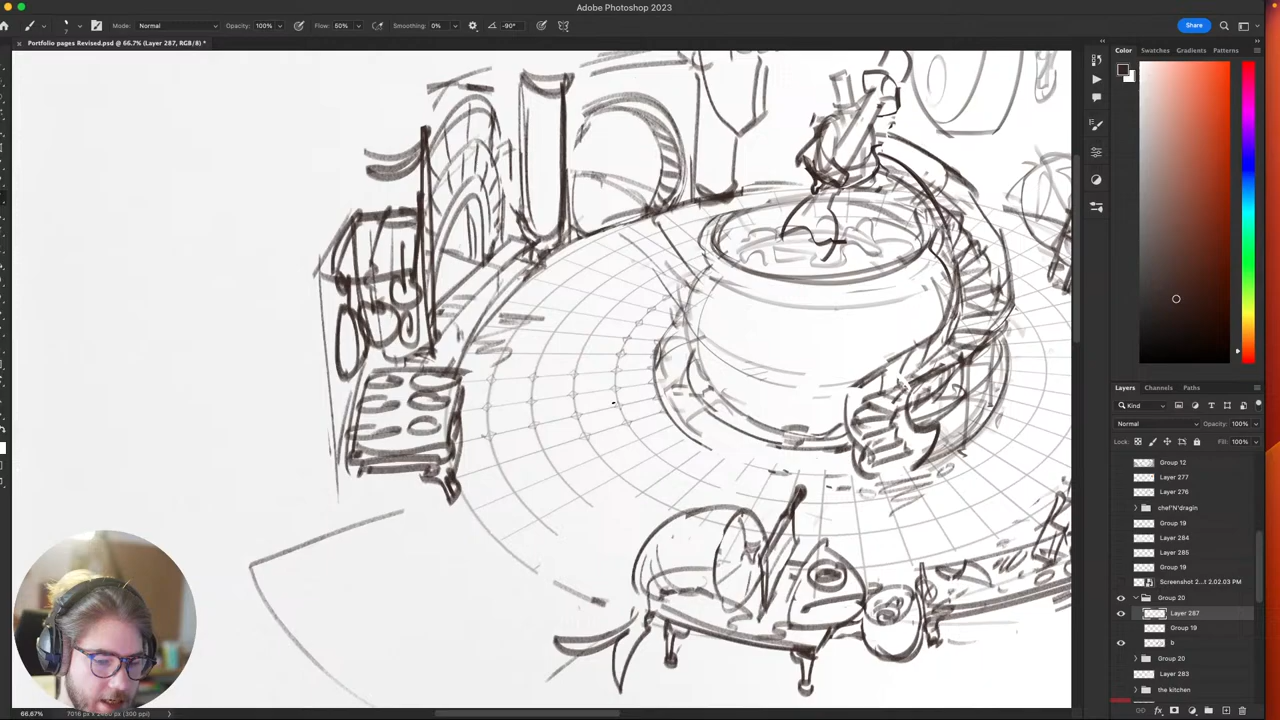 Adobe Photoshop 2023
Mode: Normal Opacity: 100% Flow: 50% Smoothing: 0% -90° Share
Portfolio pages Revised.psd @ 66.7% (Layer 287, RGB/8) *
Color Swatches Gradients Patterns
Layers Channels Paths
Kind
Normal Opacity: 100%
Lock: Fill: 100%
Group 12
Layer 277
Layer 276
chef'N'dragin
Group 19
Layer 284
Layer 285
Group 19
Screenshot 2...t 2.02.03 PM
Group 20
Layer 287
Group 19
b
Group 20
Layer 283
the kitchen
66.67%